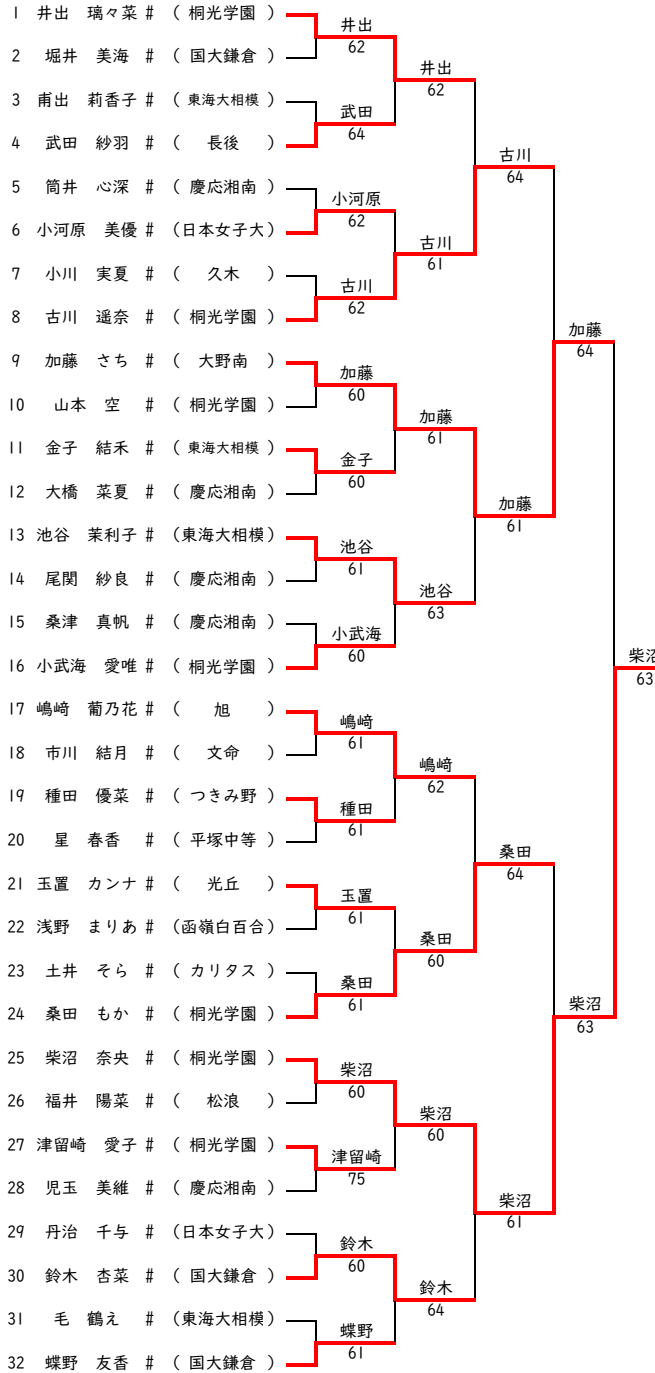 1 井出 璃々菜 # ( 桐光学園 )
2 堀井 美海 # ( 国大鎌倉 )
3 甫出 莉香子 # ( 東海大相模 )
4 武田 紗羽 # ( 長後 )
5 筒井 心深 # ( 慶応湘南 )
6 小河原 美優 # (日本女子大)
7 小川 実夏 # ( 久木 )
8 古川 遥奈 # ( 桐光学園 )
9 加藤 さち # ( 大野南 )
10 山本 空 # ( 桐光学園 )
11 金子 結禾 # ( 東海大相模 )
12 大橋 菜夏 # ( 慶応湘南 )
13 池谷 茉利子 # (東海大相模)
14 尾関 紗良 # ( 慶応湘南 )
15 桑津 真帆 # ( 慶応湘南 )
16 小武海 愛唯 # ( 桐光学園 )
17 嶋﨑 葡乃花 # ( 旭 )
18 市川 結月 # ( 文命 )
19 種田 優菜 # ( つきみ野 )
20 星 春香 # ( 平塚中等 )
21 玉置 カンナ # ( 光丘 )
22 浅野 まりあ # (函嶺白百合)
23 土井 そら # ( カリタス )
24 桑田 もか # ( 桐光学園 )
25 柴沼 奈央 # ( 桐光学園 )
26 福井 陽菜 # ( 松浪 )
27 津留崎 愛子 # ( 桐光学園 )
28 児玉 美維 # ( 慶応湘南 )
29 丹治 千与 # (日本女子大)
30 鈴木 杏菜 # ( 国大鎌倉 )
31 毛 鶴え # (東海大相模)
32 蝶野 友香 # ( 国大鎌倉 )
井出
62
武田
64
小河原
62
古川
62
加藤
60
金子
60
池谷
61
小武海
60
嶋﨑
61
種田
61
玉置
61
桑田
61
柴沼
60
津留崎
75
鈴木
60
蝶野
61
井出
62
古川
61
加藤
61
池谷
63
嶋﨑
62
桑田
60
柴沼
60
鈴木
64
古川
64
加藤
61
桑田
64
柴沼
61
加藤
64
柴沼
63
柴沼
63